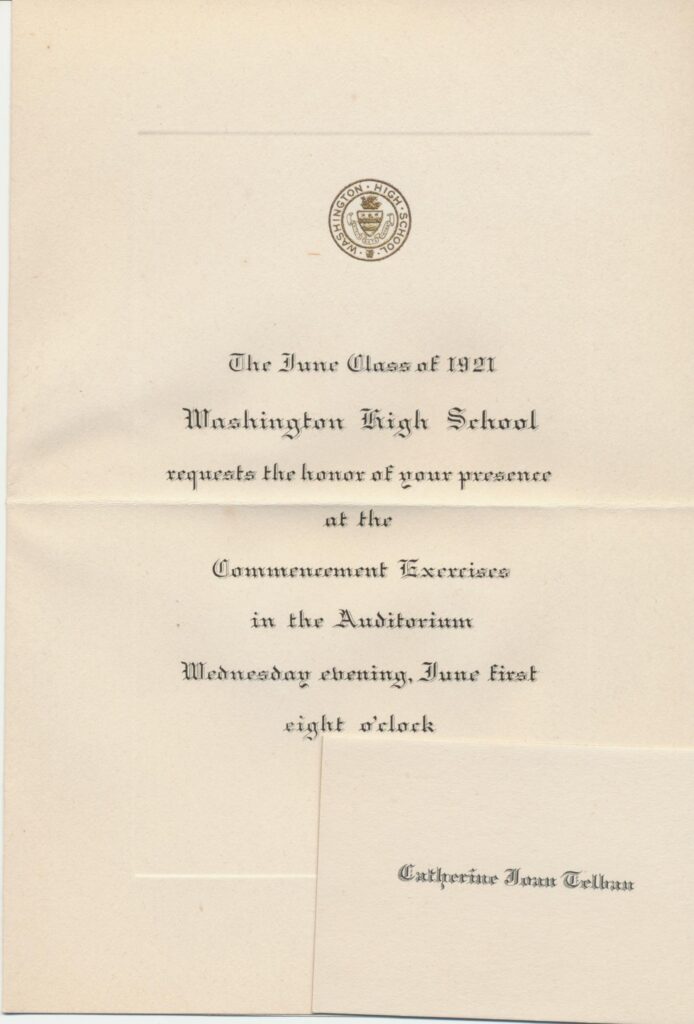 WASHINGTON · HIGH · SCHOOL ·
The June Class of 1921
Washington High School
requests the honor of your presence
at the
Commencement Exercises
in the Auditorium
Wednesday evening, June first
eight o'clock
Catherine Joan Telban